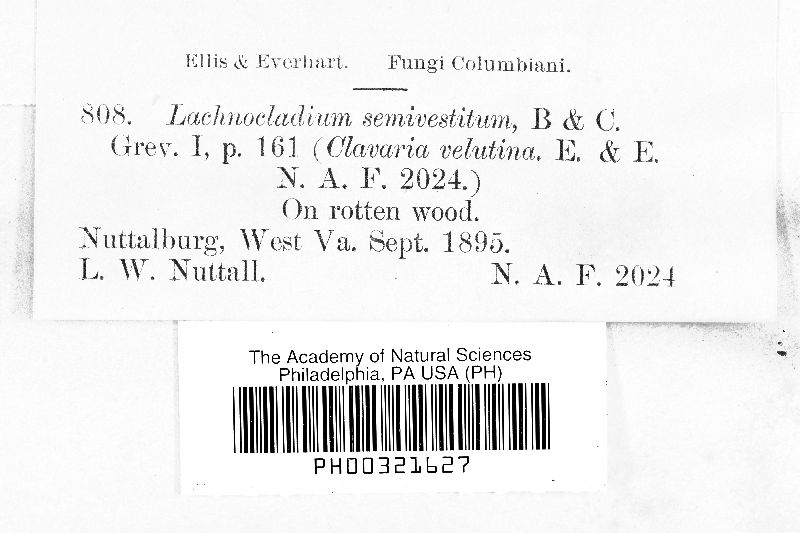 Ellis & Everhart. Fungi Columbiani.
808. Lachnocladium semivestitum, B & C.
Grev. I, p. 161 (Clavaria velutina. E. & E.
N. A. F. 2024.)
On rotten wood.
Nuttalburg, West Va. Sept. 1895.
L. W. Nuttall. N. A. F. 2024
The Academy of Natural Sciences
Philadelphia, PA USA (PH)
PH00321627